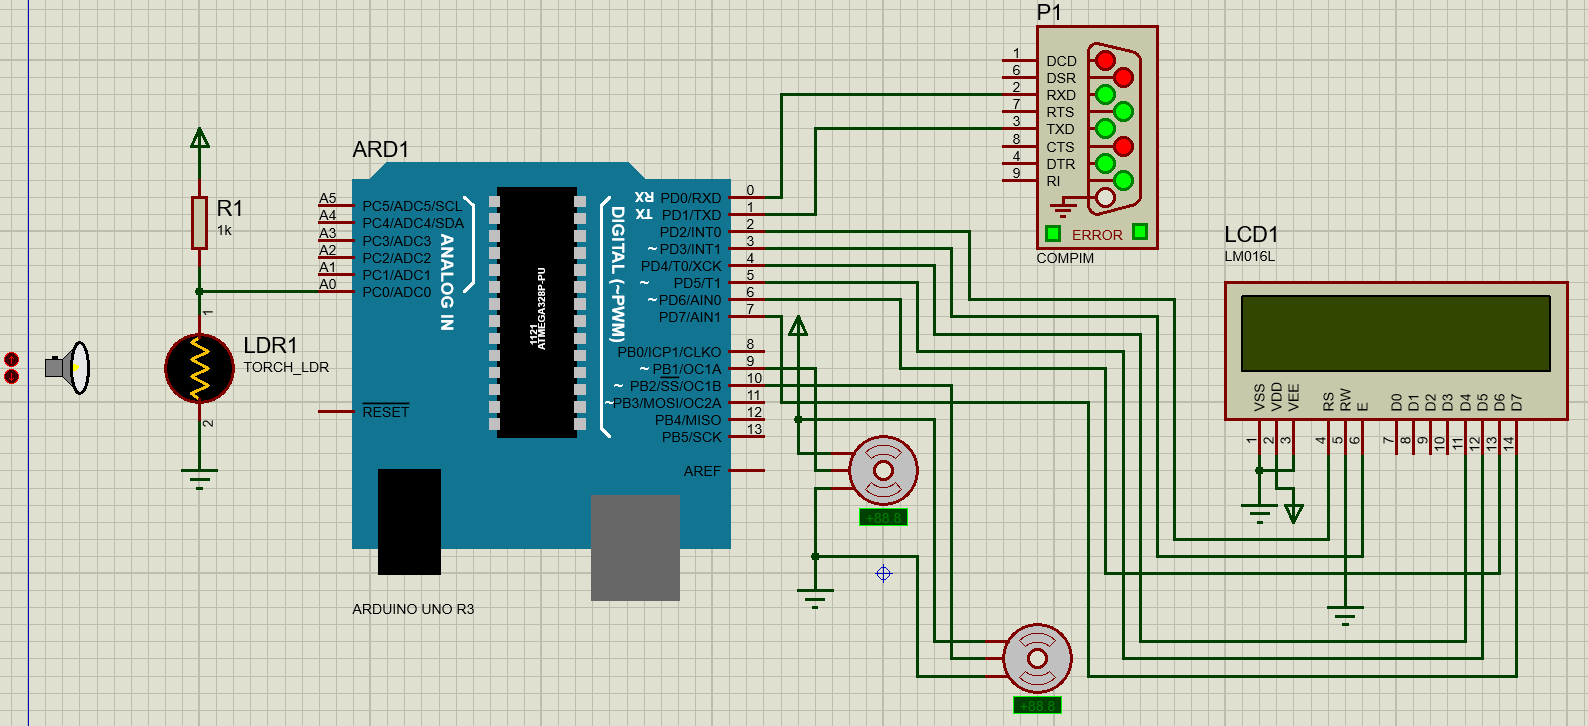 P1
COMPIM
1 DCD
6 DSR
2 RXD
7 RTS
3 TXD
8 CTS
4 DTR
9 RI
ERROR
R1
1k
1
LDR1
TORCH_LDR
2
ARD1
A5 PC5/ADC5/SCL
A4 PC4/ADC4/SDA
A3 PC3/ADC3
A2 PC2/ADC2
A1 PC1/ADC1
A0 PC0/ADC0
RESET
ANALOG IN
1121
ATMEGA328P-PU
DIGITAL (~PWM)
RX PD0/RXD 0
TX PD1/TXD 1
PD2/INT0 2
~ PD3/INT1 3
PD4/T0/XCK 4
~ PD5/T1 5
~ PD6/AIN0 6
PD7/AIN1 7
PB0/ICP1/CLKO 8
~ PB1/OC1A 9
~ PB2/SS/OC1B 10
~PB3/MOSI/OC2A 11
PB4/MISO 12
PB5/SCK 13
AREF
ARDUINO UNO R3
+88.8
+88.8
LCD1
LM016L
VSS VDD VEE RS RW E D0 D1 D2 D3 D4 D5 D6 D7
1 2 3 4 5 6 7 8 9 10 11 12 13 14